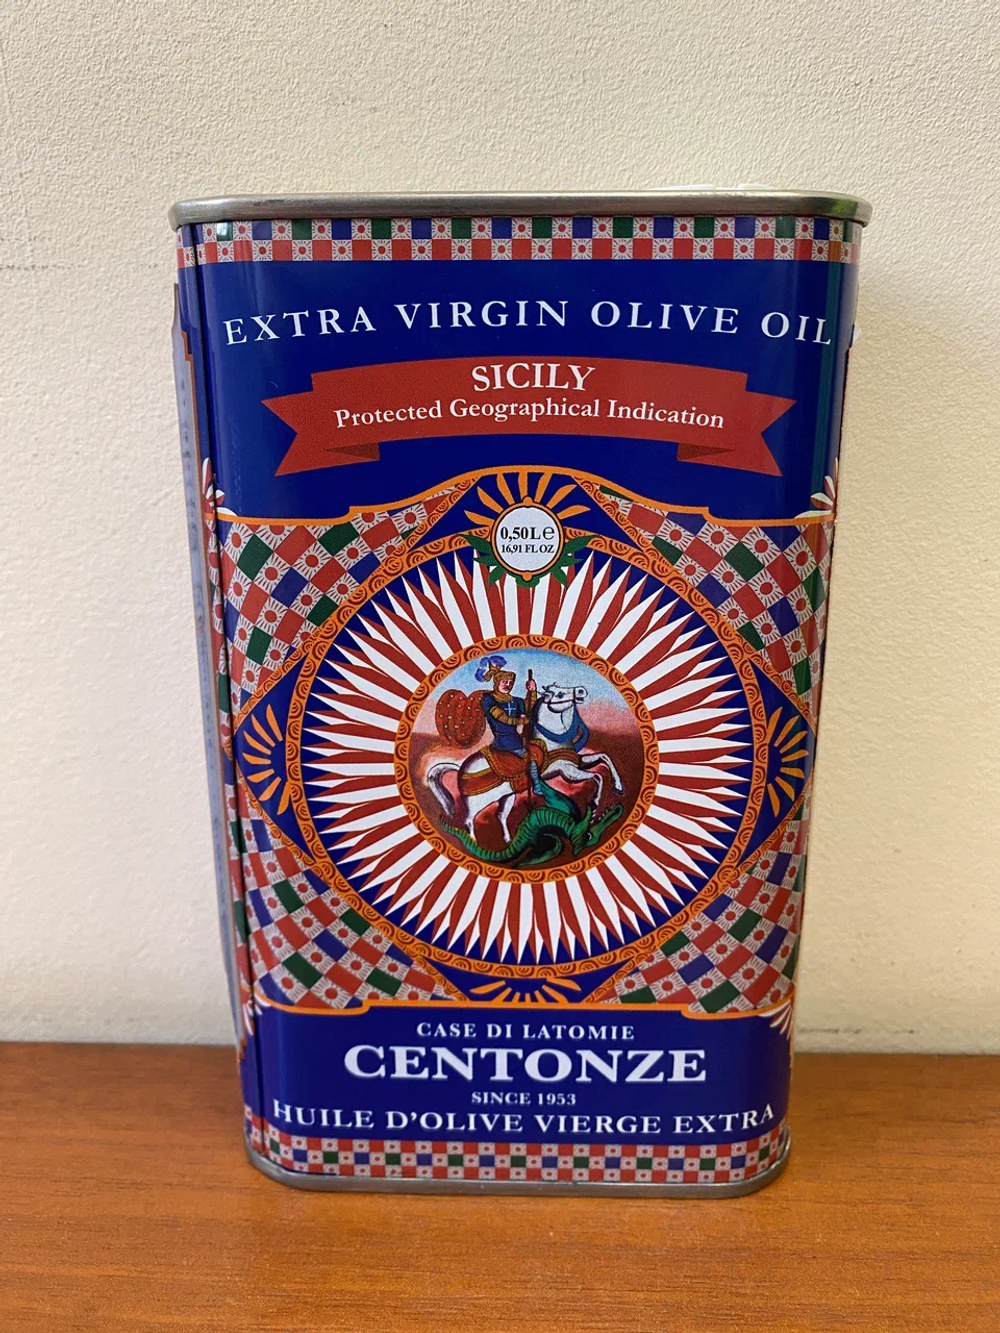 EXTRA VIRGIN OLIVE OIL
SICILY
Protected Geographical Indication
0,50L e
16,91 FL OZ
CASE DI LATOMIE
CENTONZE
SINCE 1953
HUILE D'OLIVE VIERGE EXTRA